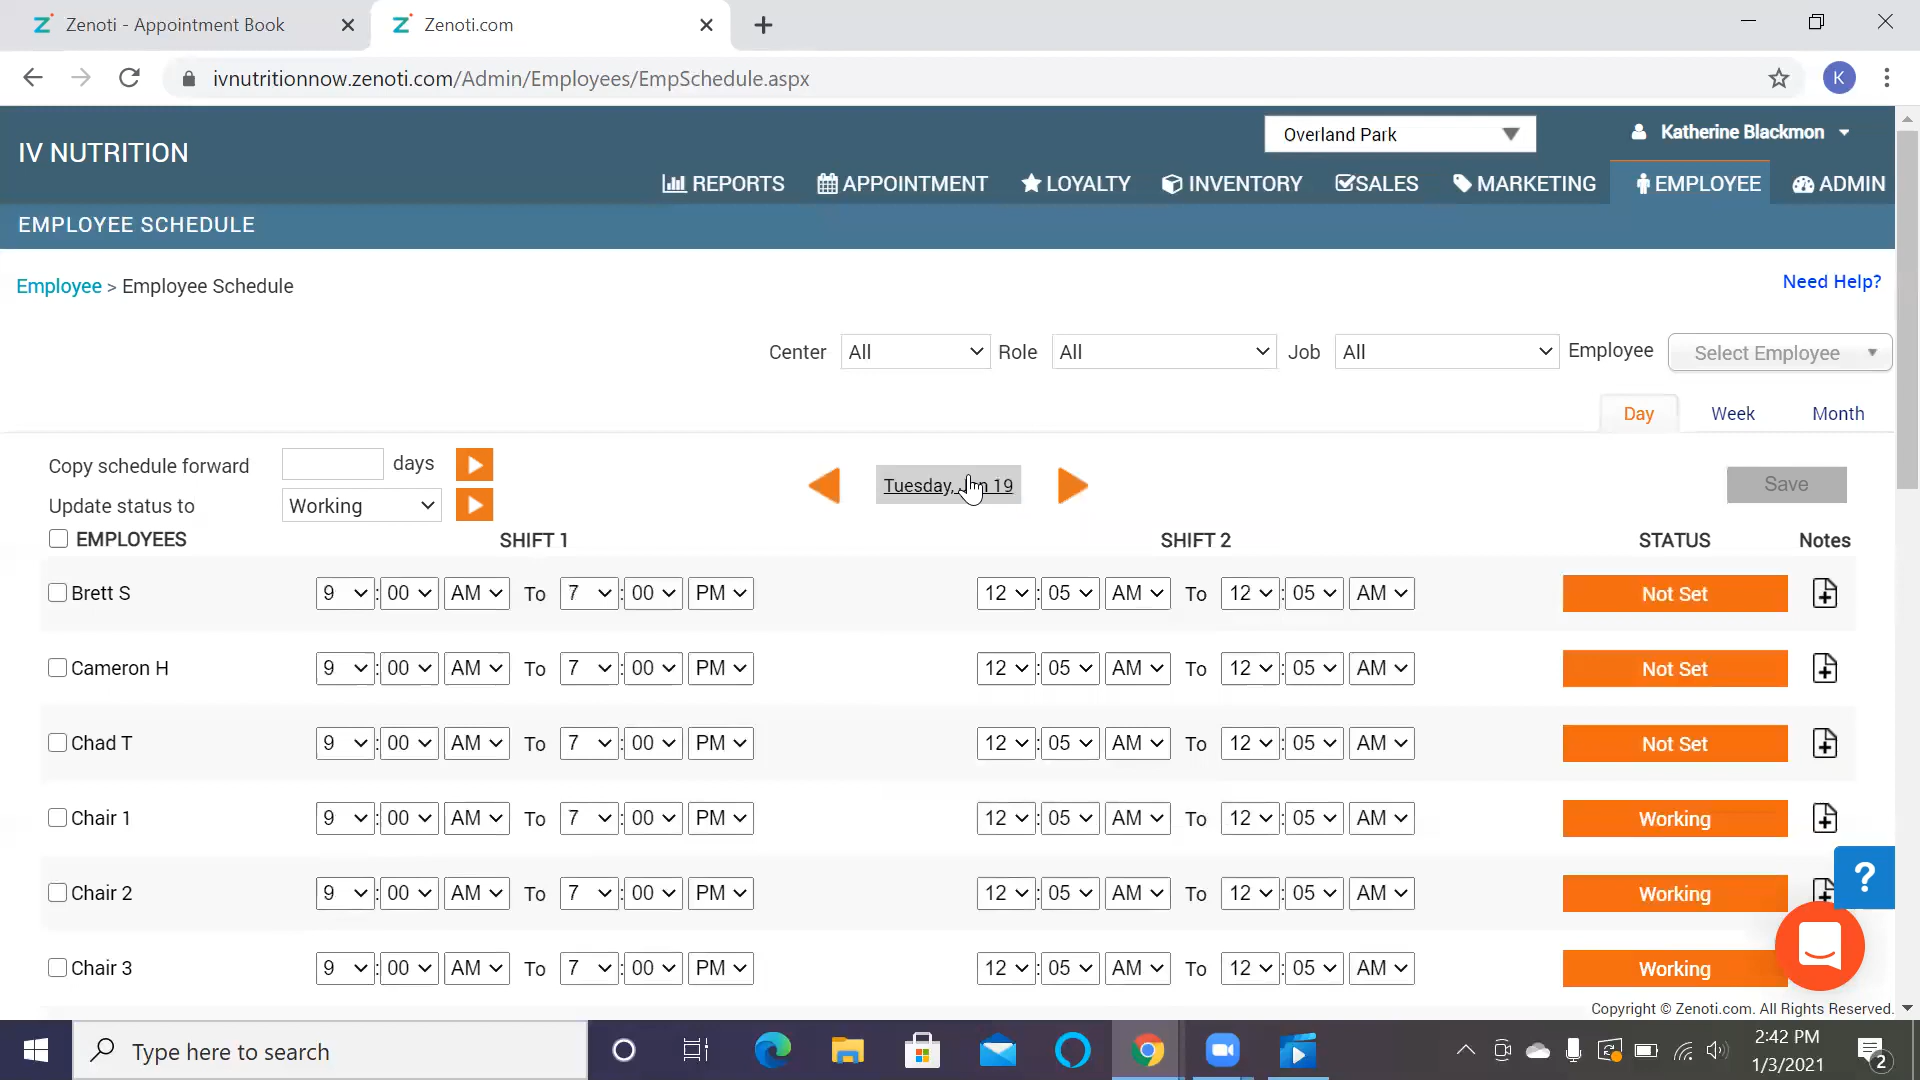 Zenoti - Appointment Book
Zenoti.com
ivnutritionnow.zenoti.com/Admin/Employees/EmpSchedule.aspx
K
IV NUTRITION
Overland Park
Katherine Blackmon
REPORTS APPOINTMENT LOYALTY INVENTORY SALES MARKETING EMPLOYEE ADMIN
EMPLOYEE SCHEDULE
Employee > Employee Schedule
Need Help?
Center All Role All Job All Employee Select Employee
Day Week Month
Copy schedule forward days
Tuesday, Jan 19
Save
Update status to Working
EMPLOYEES SHIFT 1 SHIFT 2 STATUS Notes
Brett S 9 : 00 AM To 7 : 00 PM 12 : 05 AM To 12 : 05 AM Not Set
Cameron H 9 : 00 AM To 7 : 00 PM 12 : 05 AM To 12 : 05 AM Not Set
Chad T 9 : 00 AM To 7 : 00 PM 12 : 05 AM To 12 : 05 AM Not Set
Chair 1 9 : 00 AM To 7 : 00 PM 12 : 05 AM To 12 : 05 AM Working
Chair 2 9 : 00 AM To 7 : 00 PM 12 : 05 AM To 12 : 05 AM Working
?
Chair 3 9 : 00 AM To 7 : 00 PM 12 : 05 AM To 12 : 05 AM Working
Copyright © Zenoti.com. All Rights Reserved.
Type here to search
2:42 PM
1/3/2021
2